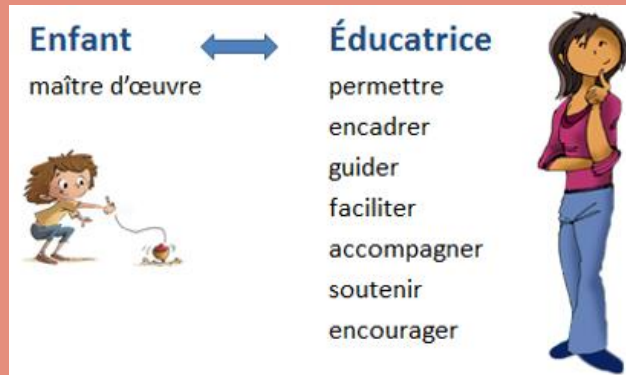 Enfant
maître d'œuvre
Éducatrice
permettre
encadrer
guider
faciliter
accompagner
soutenir
encourager